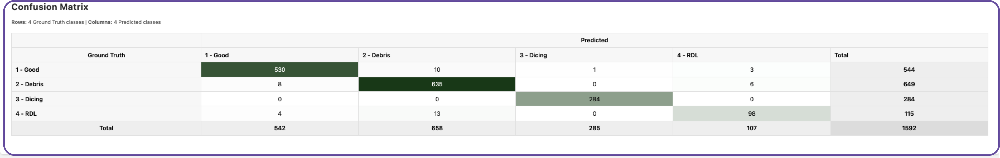 Confusion Matrix
Rows: 4 Ground Truth classes | Columns: 4 Predicted classes
Predicted
Ground Truth 1 - Good 2 - Debris 3 - Dicing 4 - RDL Total
1 - Good 530 10 1 3 544
2 - Debris 8 635 0 6 649
3 - Dicing 0 0 284 0 284
4 - RDL 4 13 0 98 115
Total 542 658 285 107 1592